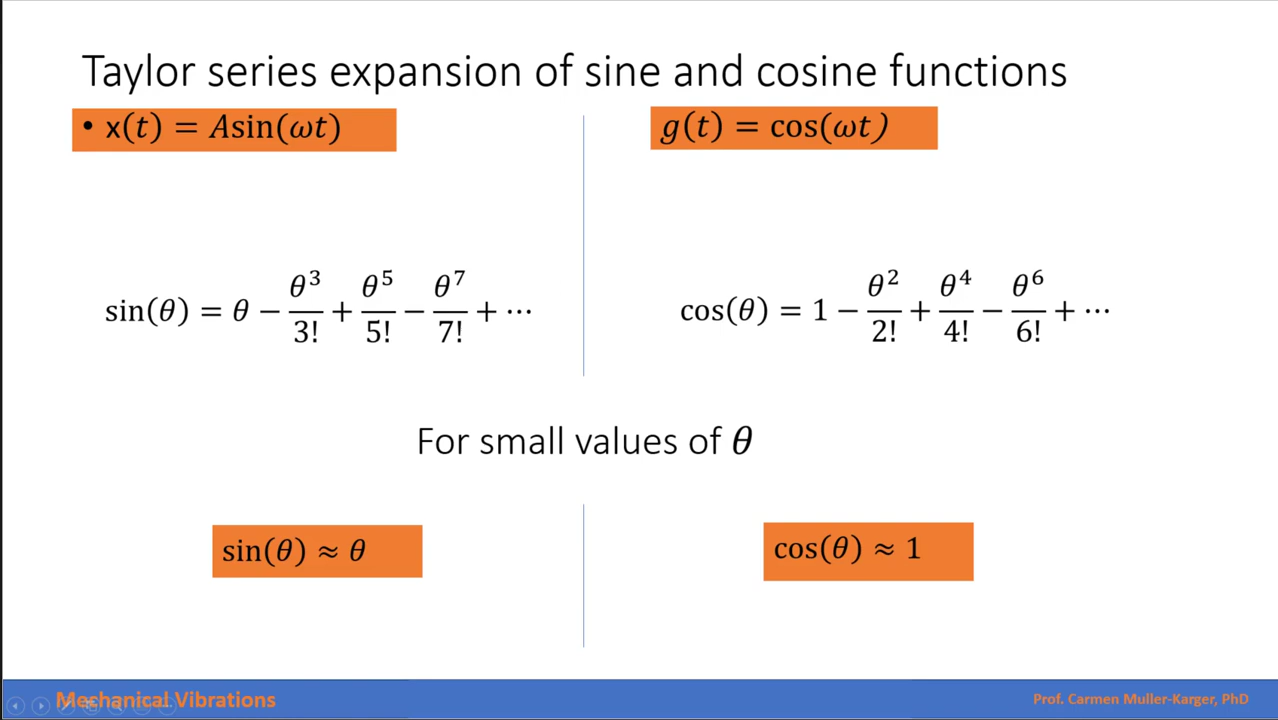 Taylor series expansion of sine and cosine functions
• x(t) = Asin(ωt)
g(t) = cos(ωt)
sin(θ) = θ − θ³/3! + θ⁵/5! − θ⁷/7! + ⋯
cos(θ) = 1 − θ²/2! + θ⁴/4! − θ⁶/6! + ⋯
For small values of θ
sin(θ) ≈ θ
cos(θ) ≈ 1
Mechanical Vibrations
Prof. Carmen Muller-Karger, PhD